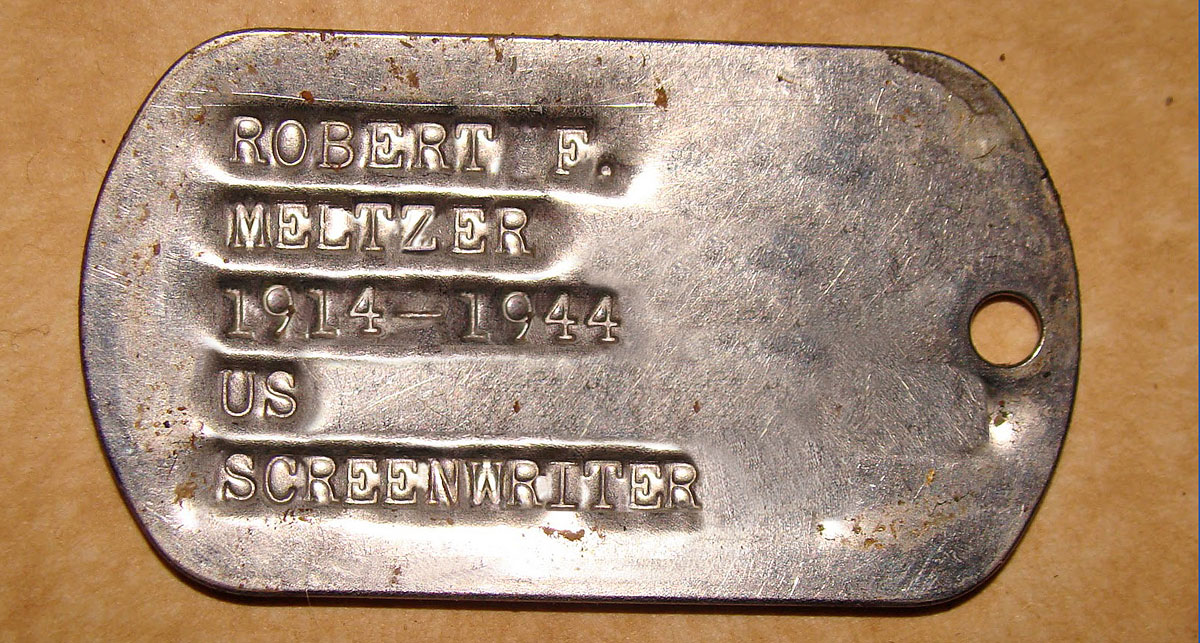 ROBERT F.
MELTZER
1914-1944
US
SCREENWRITER